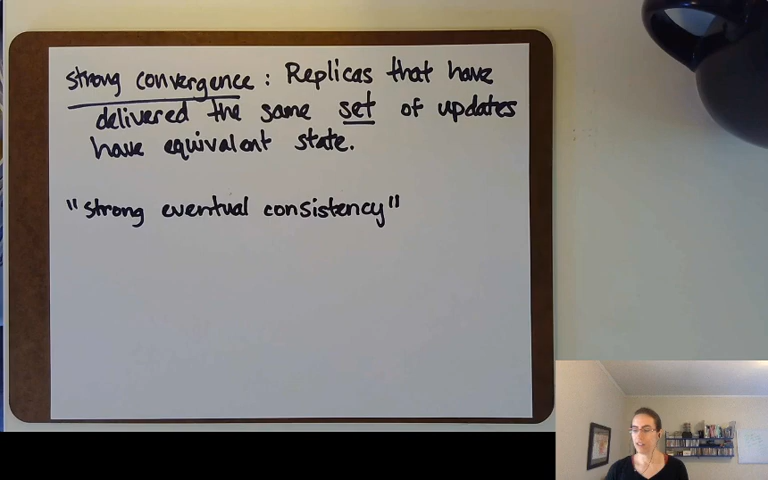 strong convergence: Replicas that have
delivered the same set of updates
have equivalent state.
"strong eventual consistency"